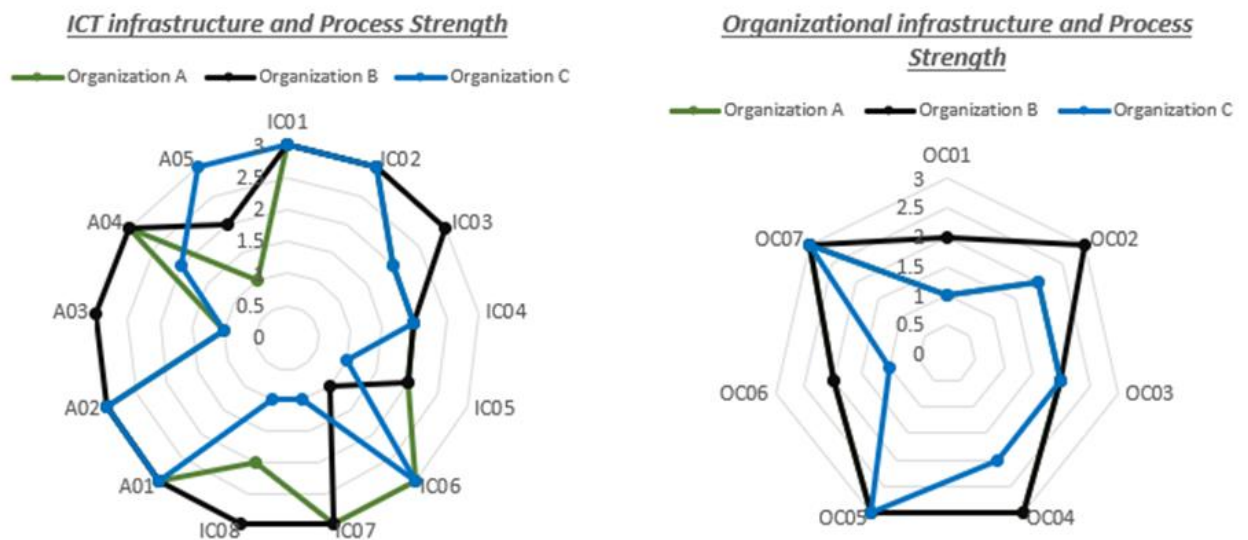 ICT infrastructure and Process Strength
Organization A Organization B Organization C
IC01
IC02
IC03
IC04
IC05
IC06
IC07
IC08
A01
A02
A03
A04
A05
3
2.5
2
1.5
1
0.5
0
Organizational infrastructure and Process
Strength
Organization A Organization B Organization C
OC01
OC02
OC03
OC04
OC05
OC06
OC07
3
2.5
2
1.5
1
0.5
0